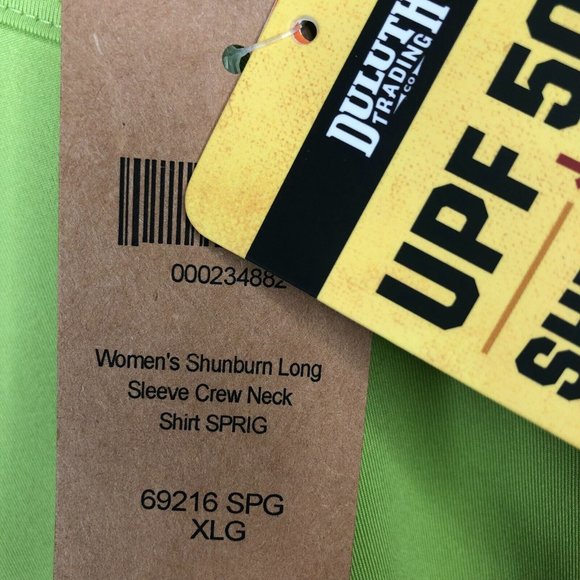 DULUTH
TRADING
CO
UPF 50
000234882
Women's Shunburn Long
Sleeve Crew Neck
Shirt SPRIG
69216 SPG
XLG